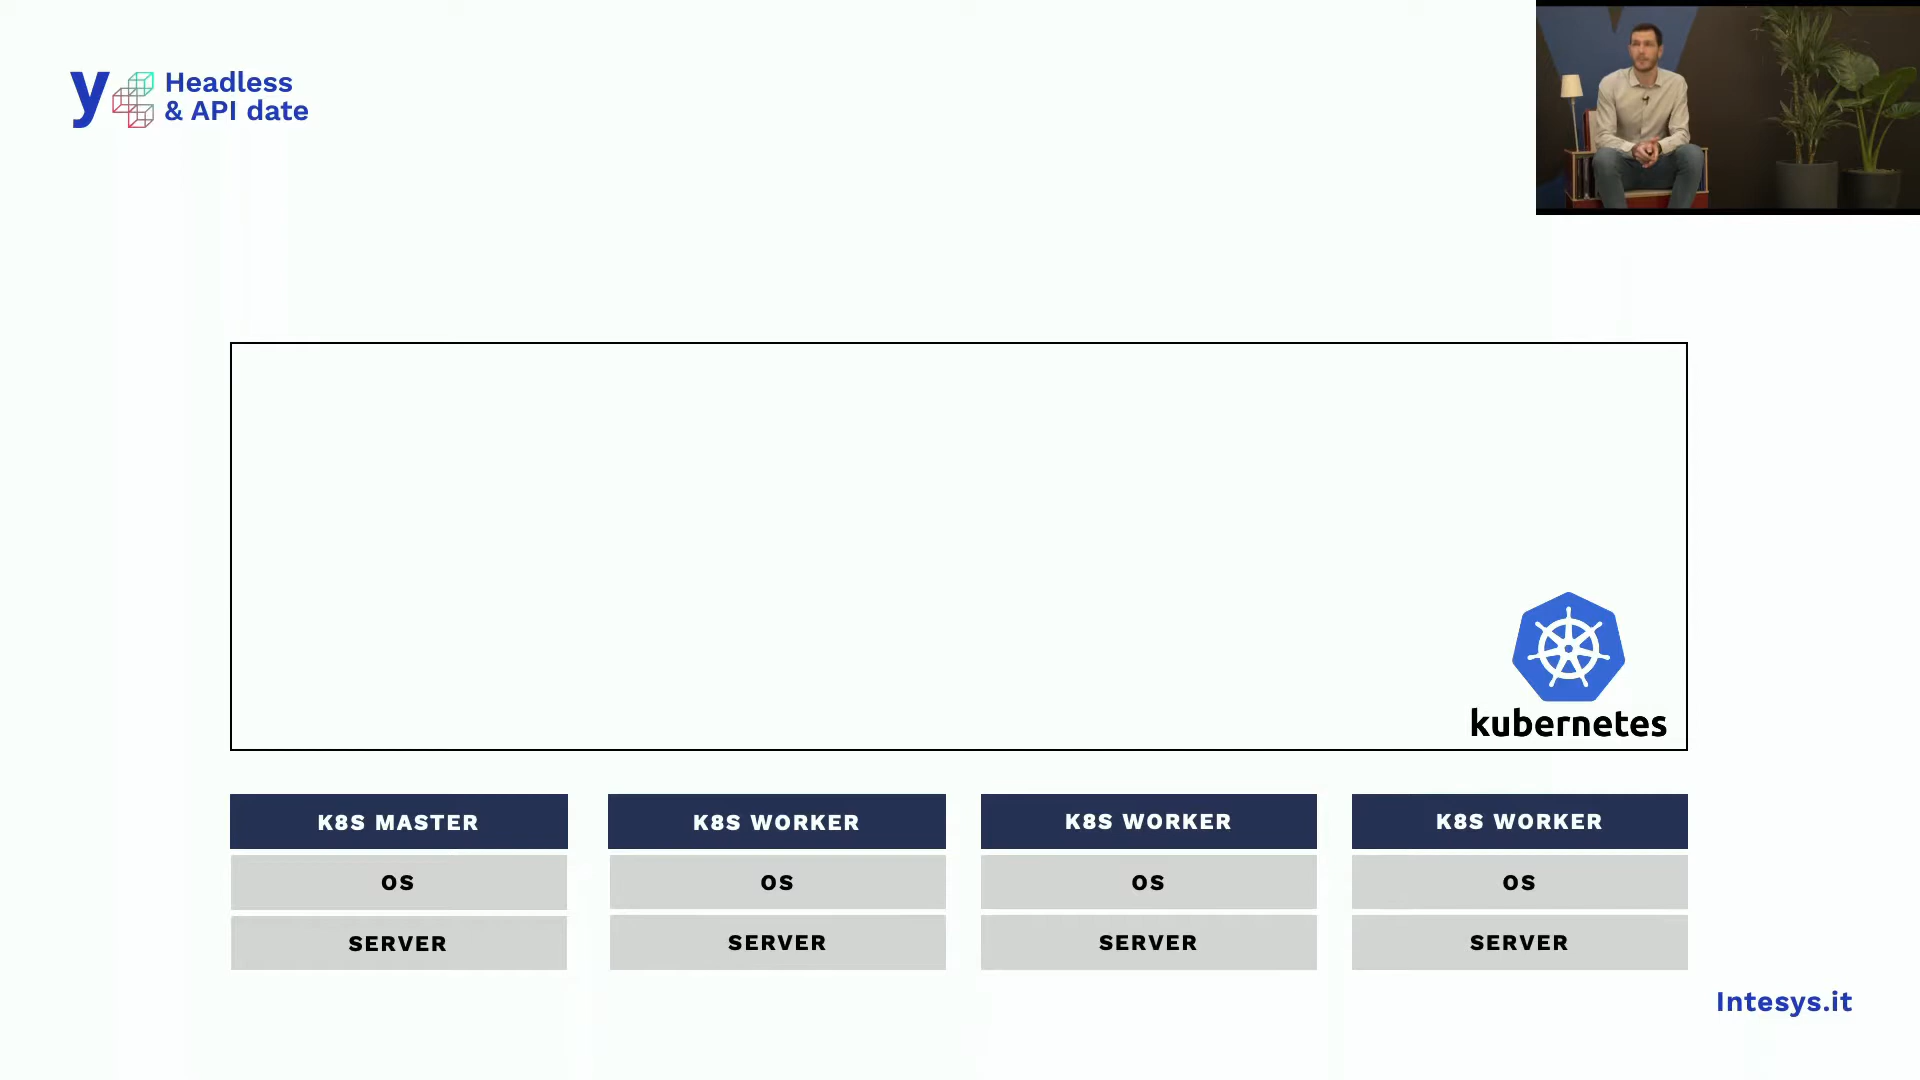 y
Headless
& API date
kubernetes
K8S MASTER
K8S WORKER
K8S WORKER
K8S WORKER
OS
OS
OS
OS
SERVER
SERVER
SERVER
SERVER
Intesys.it